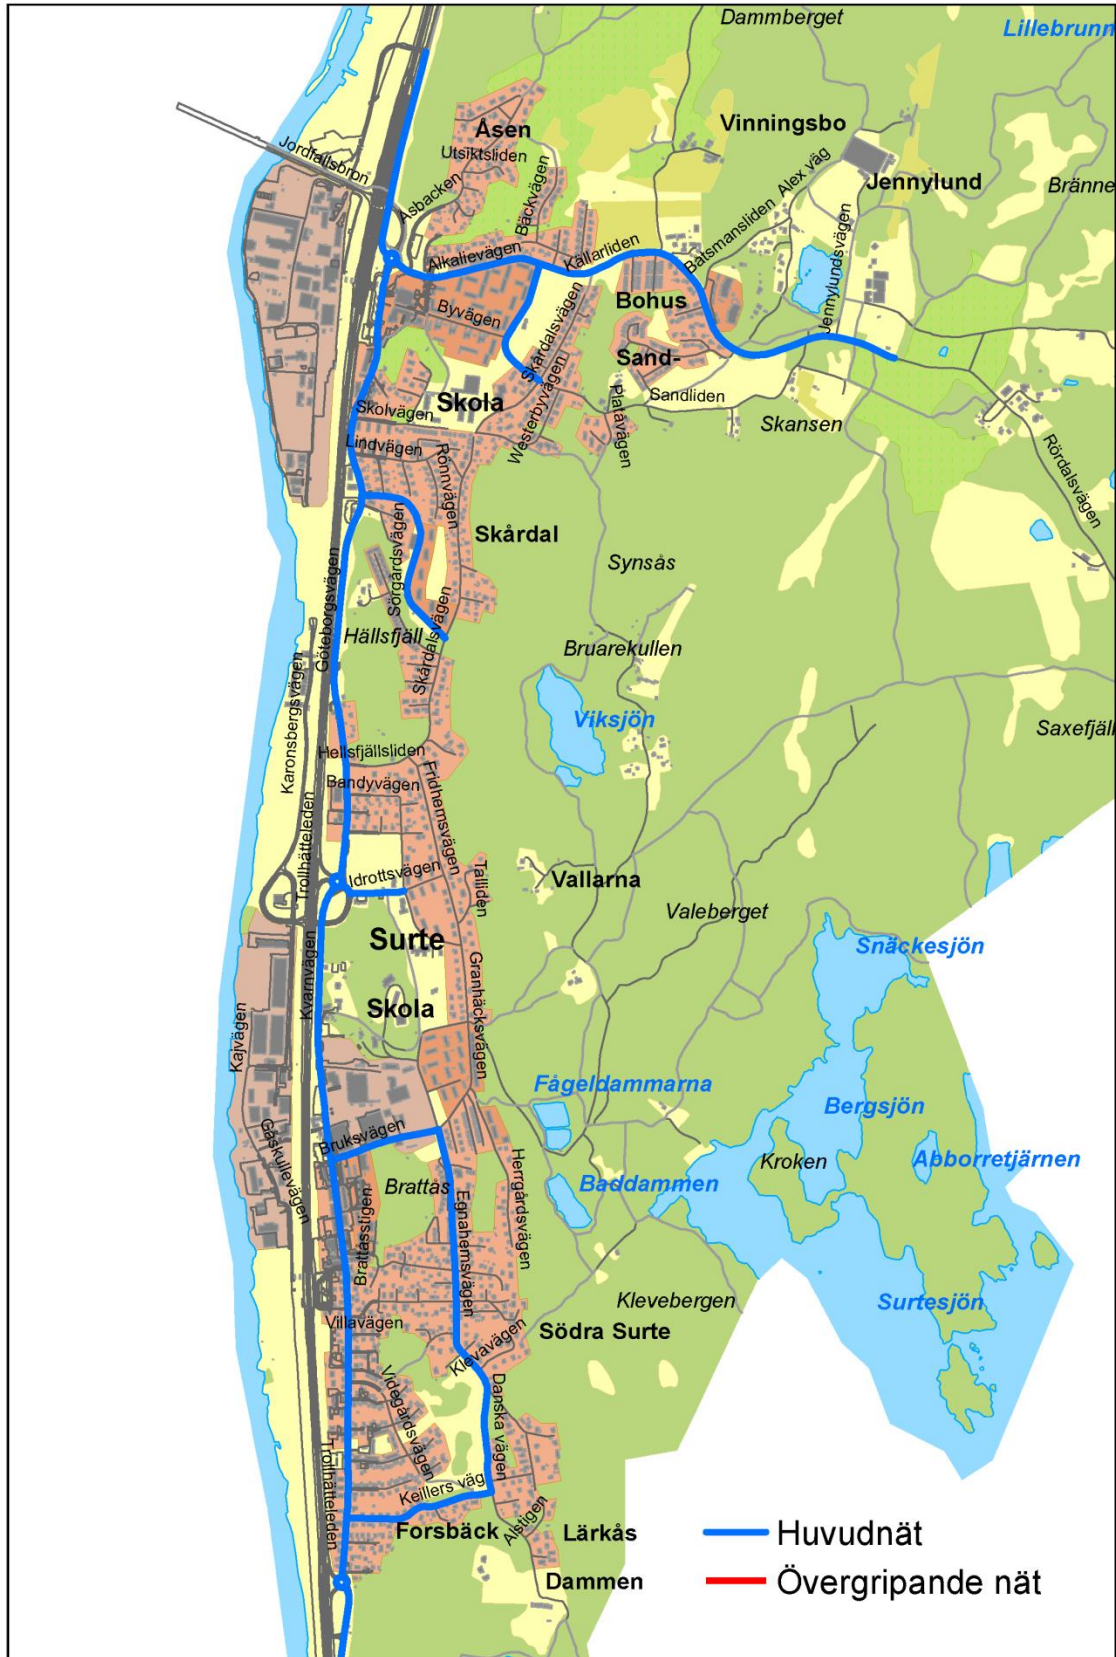 Dammberget
Lillebrunn
Åsen
Vinningsbo
Utsiktsliden
Jordfallsbron
Jennylund
Alex väg
Bränne
Åsbacken
Bäckvägen
Båtsmansliden
Alkalievägen
Källarliden
Jennylundsvägen
Bohus
Byvägen
Skårdalsvägen
Sand-
Sandliden
Skola
Skolvägen
Platåvägen
Westerbyvägen
Skansen
Lindvägen
Rönnvägen
Rördalsvägen
Skårdal
Sörgårdsvägen
Synsås
Göteborgsvägen
Hällsfjäll
Skårdalsvägen
Bruarekullen
Karonsbergsvägen
Viksjön
Saxefjäll
Hellsfjällsliden
Bandyvägen
Fridhemsvägen
Trollhätteleden
Idrottsvägen
Talliden
Vallarna
Valeberget
Surte
Snäckesjön
Kvarnvägen
Granhäcksvägen
Skola
Kajvägen
Fågeldammarna
Bergsjön
Gåskullevägen
Bruksvägen
Kroken
Abborretjärnen
Brattås
Baddammen
Herrgårdsvägen
Egnahemsvägen
Brattåsstigen
Klevebergen
Surtesjön
Villavägen
Södra Surte
Klevavägen
Videgårdsvägen
Danska vägen
Trollhätteleden
Keillers väg
Forsbäck
Alstigen
Lärkås
Dammen
Huvudnät
Övergripande nät